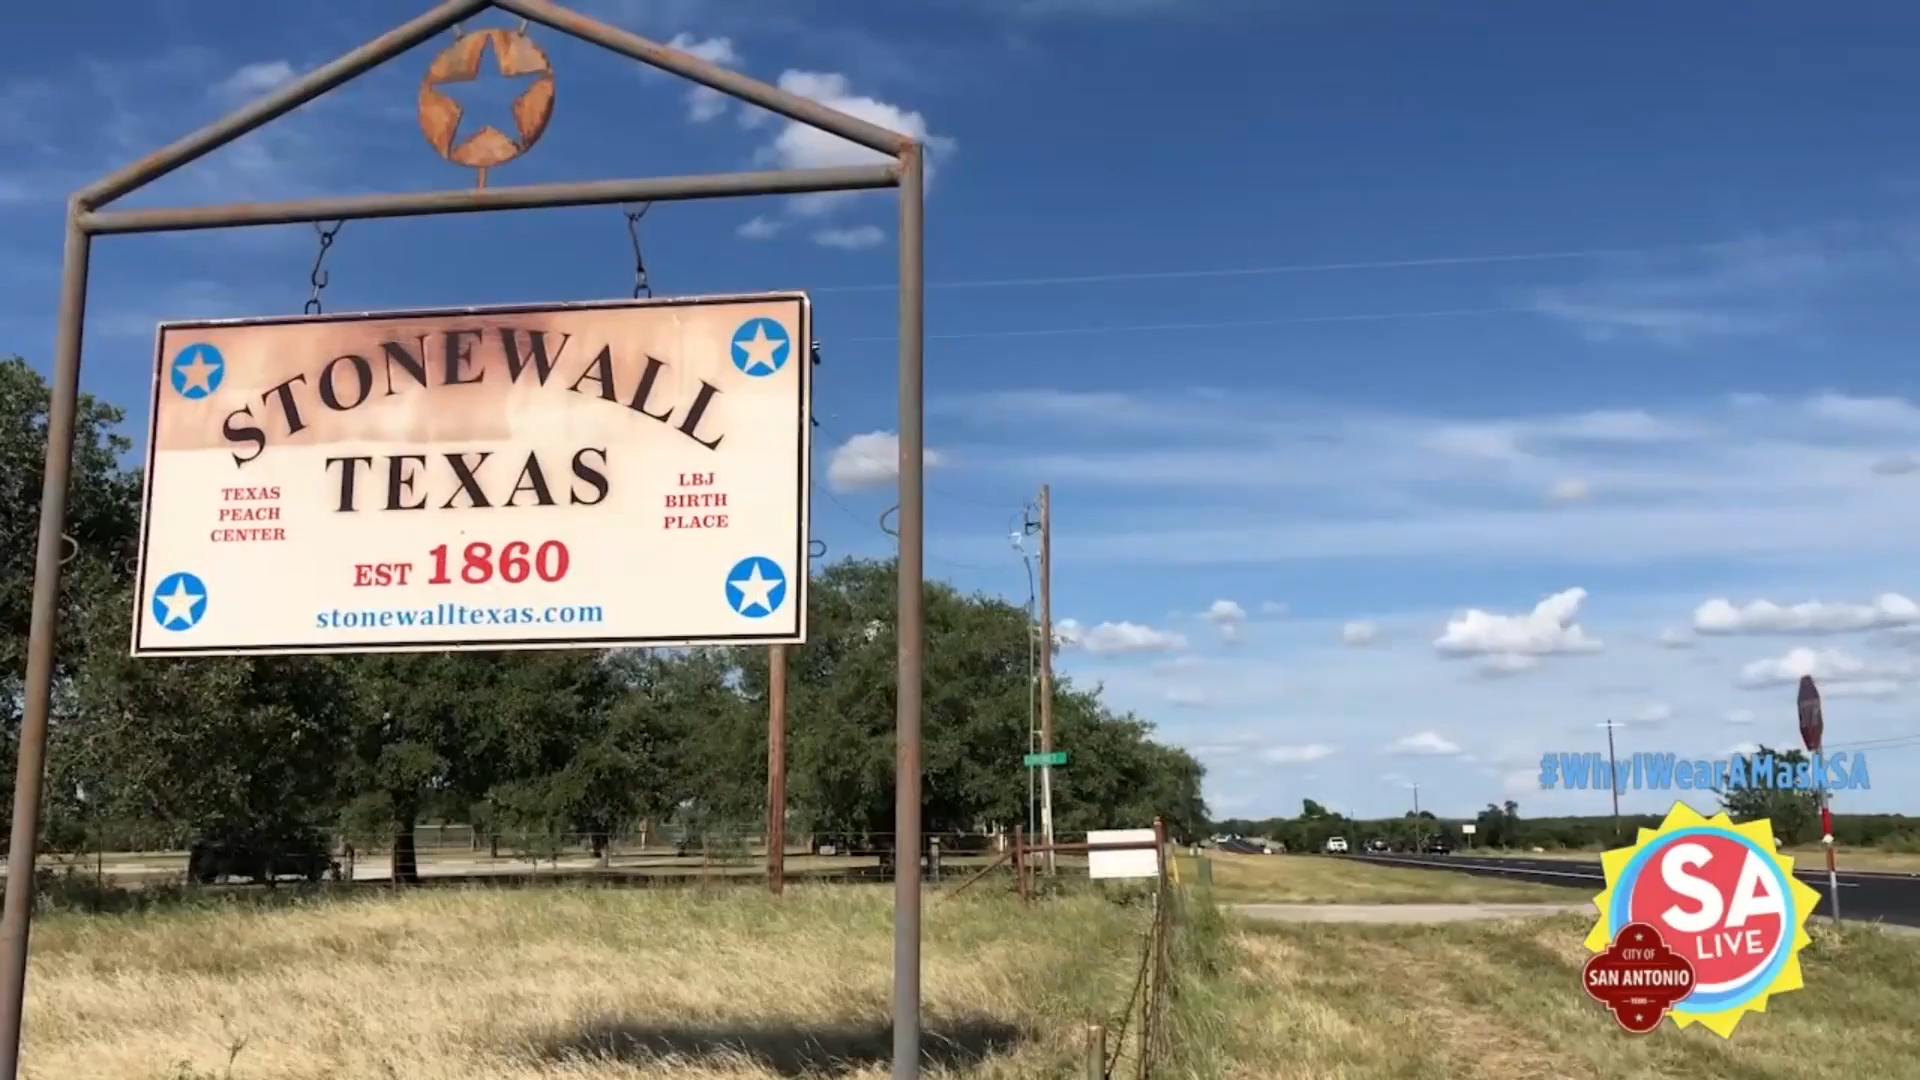 STONEWALL
TEXAS
TEXAS
PEACH
CENTER
LBJ
BIRTH
PLACE
EST 1860
stonewalltexas.com
#WhyIWearAMaskSA
SA
LIVE
CITY OF
SAN ANTONIO
TEXAS